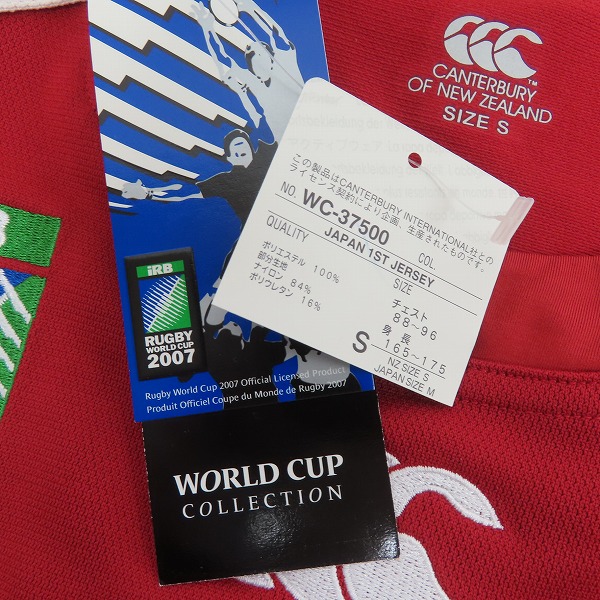 CANTERBURY
™
OF NEW ZEALAND
SIZE S
この製品はCANTERBURY INTERNATIONAL社との
ライセンス契約により企画、生産されたものです。
NO. WC-37500 COL.
JAPAN 1ST JERSEY
QUALITY SIZE
ポリエステル 100%
部分生地
ナイロン 84%
ポリウレタン 16%
チェスト
88~96
身長
165~175
S
NZ SIZE S
JAPAN SIZE M
iRB
RUGBY
WORLD CUP
2007
Rugby World Cup 2007 Official Licensed Product
Produit Officiel Coupe du Monde de Rugby 2007
WORLD CUP
COLLECTION